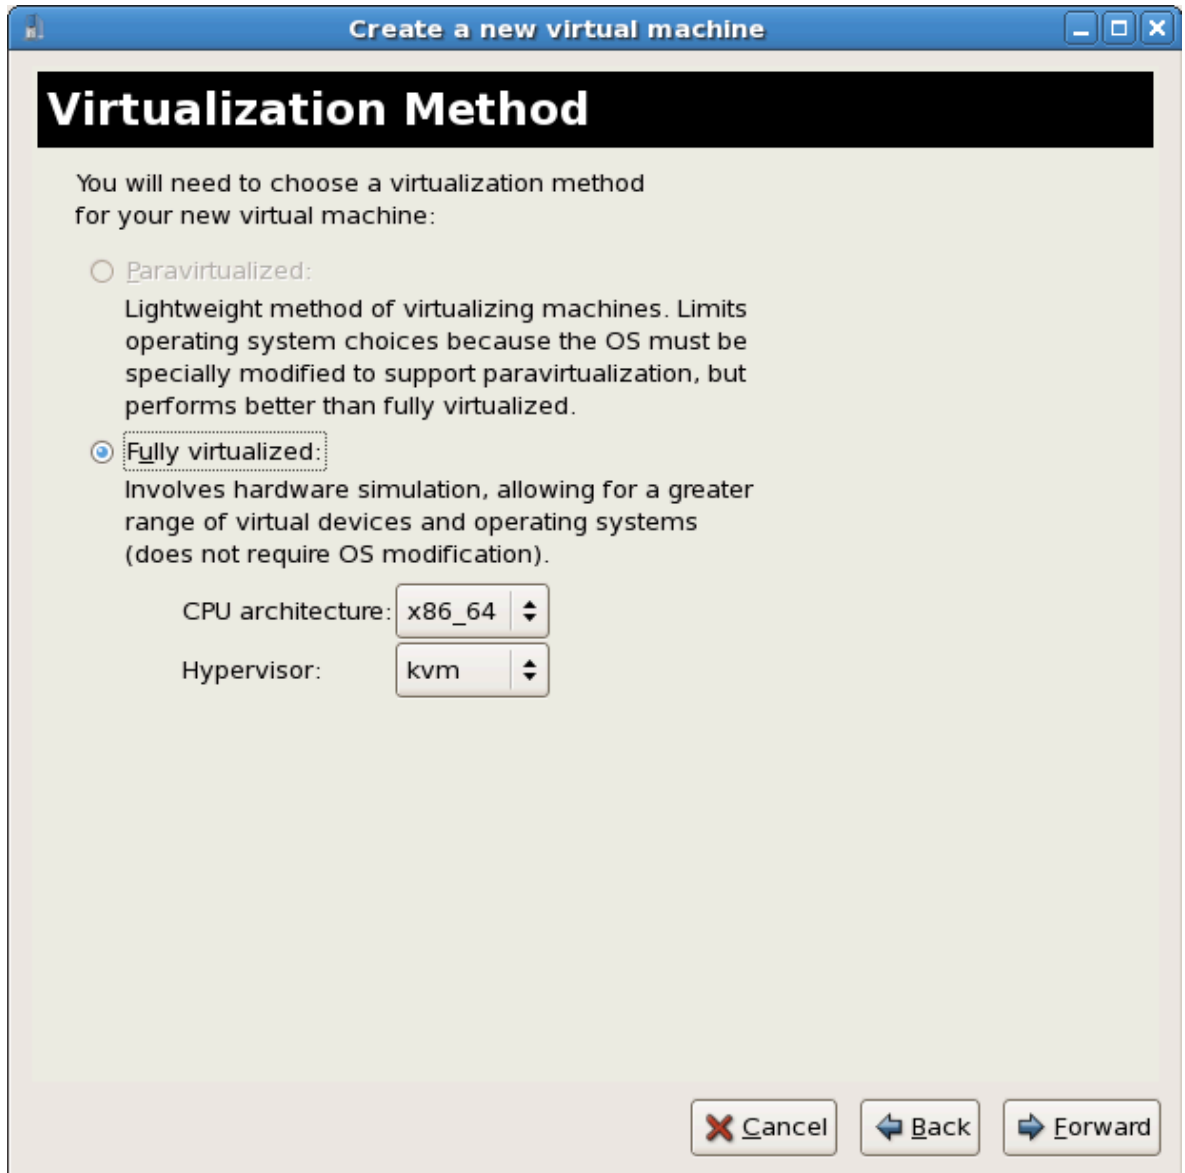 Create a new virtual machine
Virtualization Method
You will need to choose a virtualization method
for your new virtual machine:
Paravirtualized:
Lightweight method of virtualizing machines. Limits
operating system choices because the OS must be
specially modified to support paravirtualization, but
performs better than fully virtualized.
Fully virtualized:
Involves hardware simulation, allowing for a greater
range of virtual devices and operating systems
(does not require OS modification).
CPU architecture: x86_64
Hypervisor: kvm
Cancel Back Forward